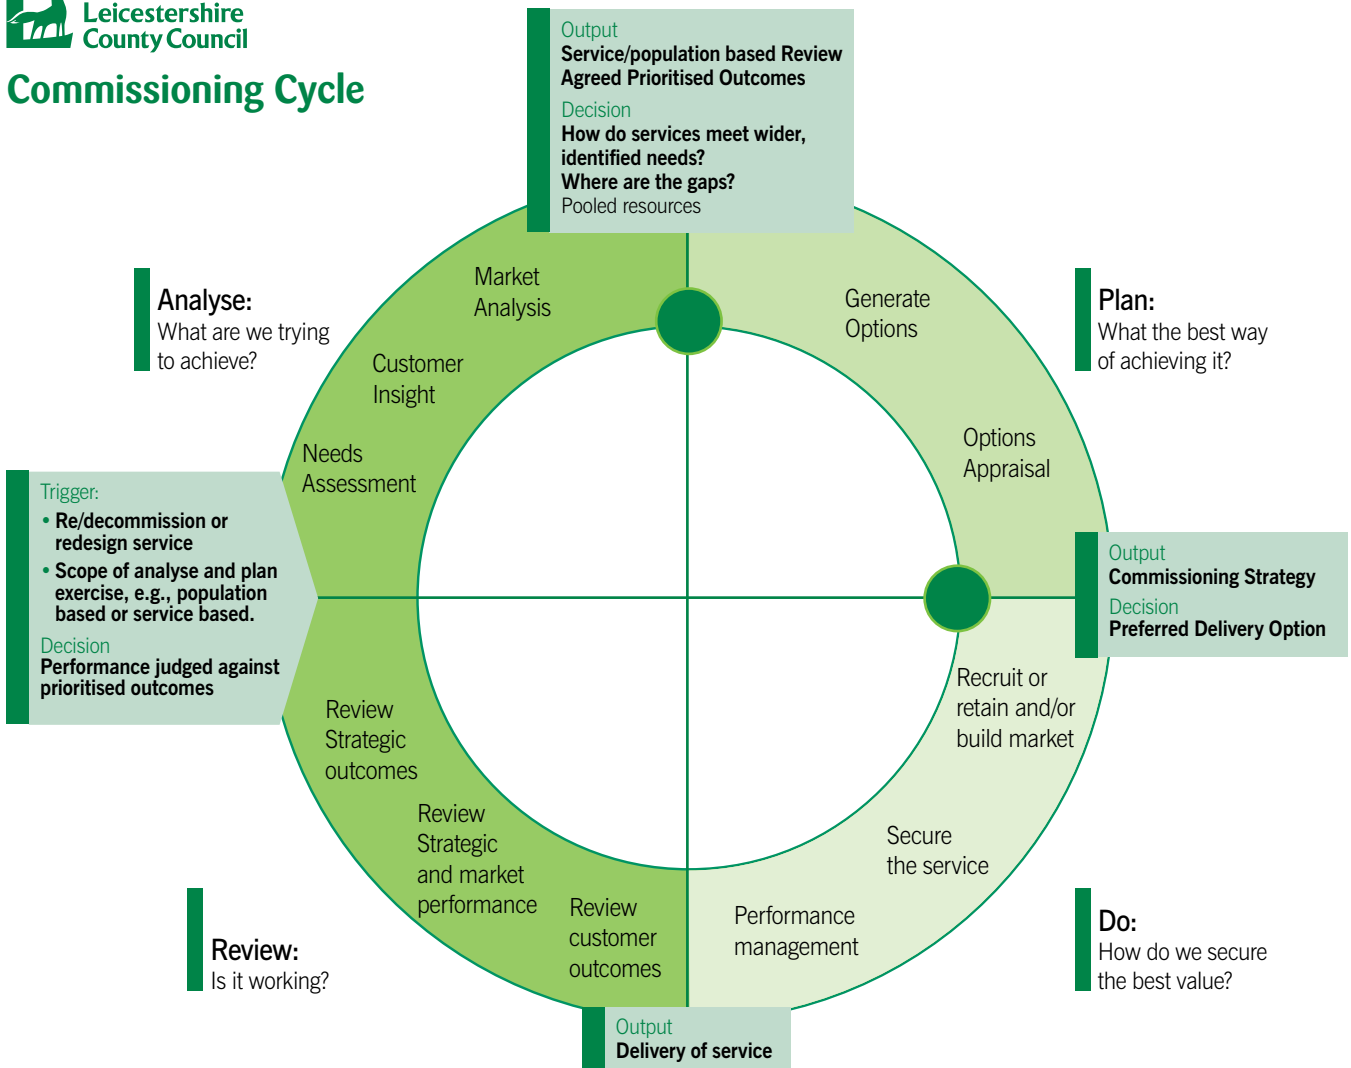 Leicestershire
County Council
Commissioning Cycle
Output
Service/population based Review
Agreed Prioritised Outcomes
Decision
How do services meet wider,
identified needs?
Where are the gaps?
Pooled resources
Analyse:
What are we trying
to achieve?
Market
Analysis
Customer
Insight
Needs
Assessment
Generate
Options
Options
Appraisal
Plan:
What the best way
of achieving it?
Trigger:
• Re/decommission or
redesign service
• Scope of analyse and plan
exercise, e.g., population
based or service based.
Decision
Performance judged against
prioritised outcomes
Output
Commissioning Strategy
Decision
Preferred Delivery Option
Recruit or
retain and/or
build market
Secure
the service
Performance
management
Review
Strategic
outcomes
Review
Strategic
and market
performance
Review
customer
outcomes
Review:
Is it working?
Do:
How do we secure
the best value?
Output
Delivery of service